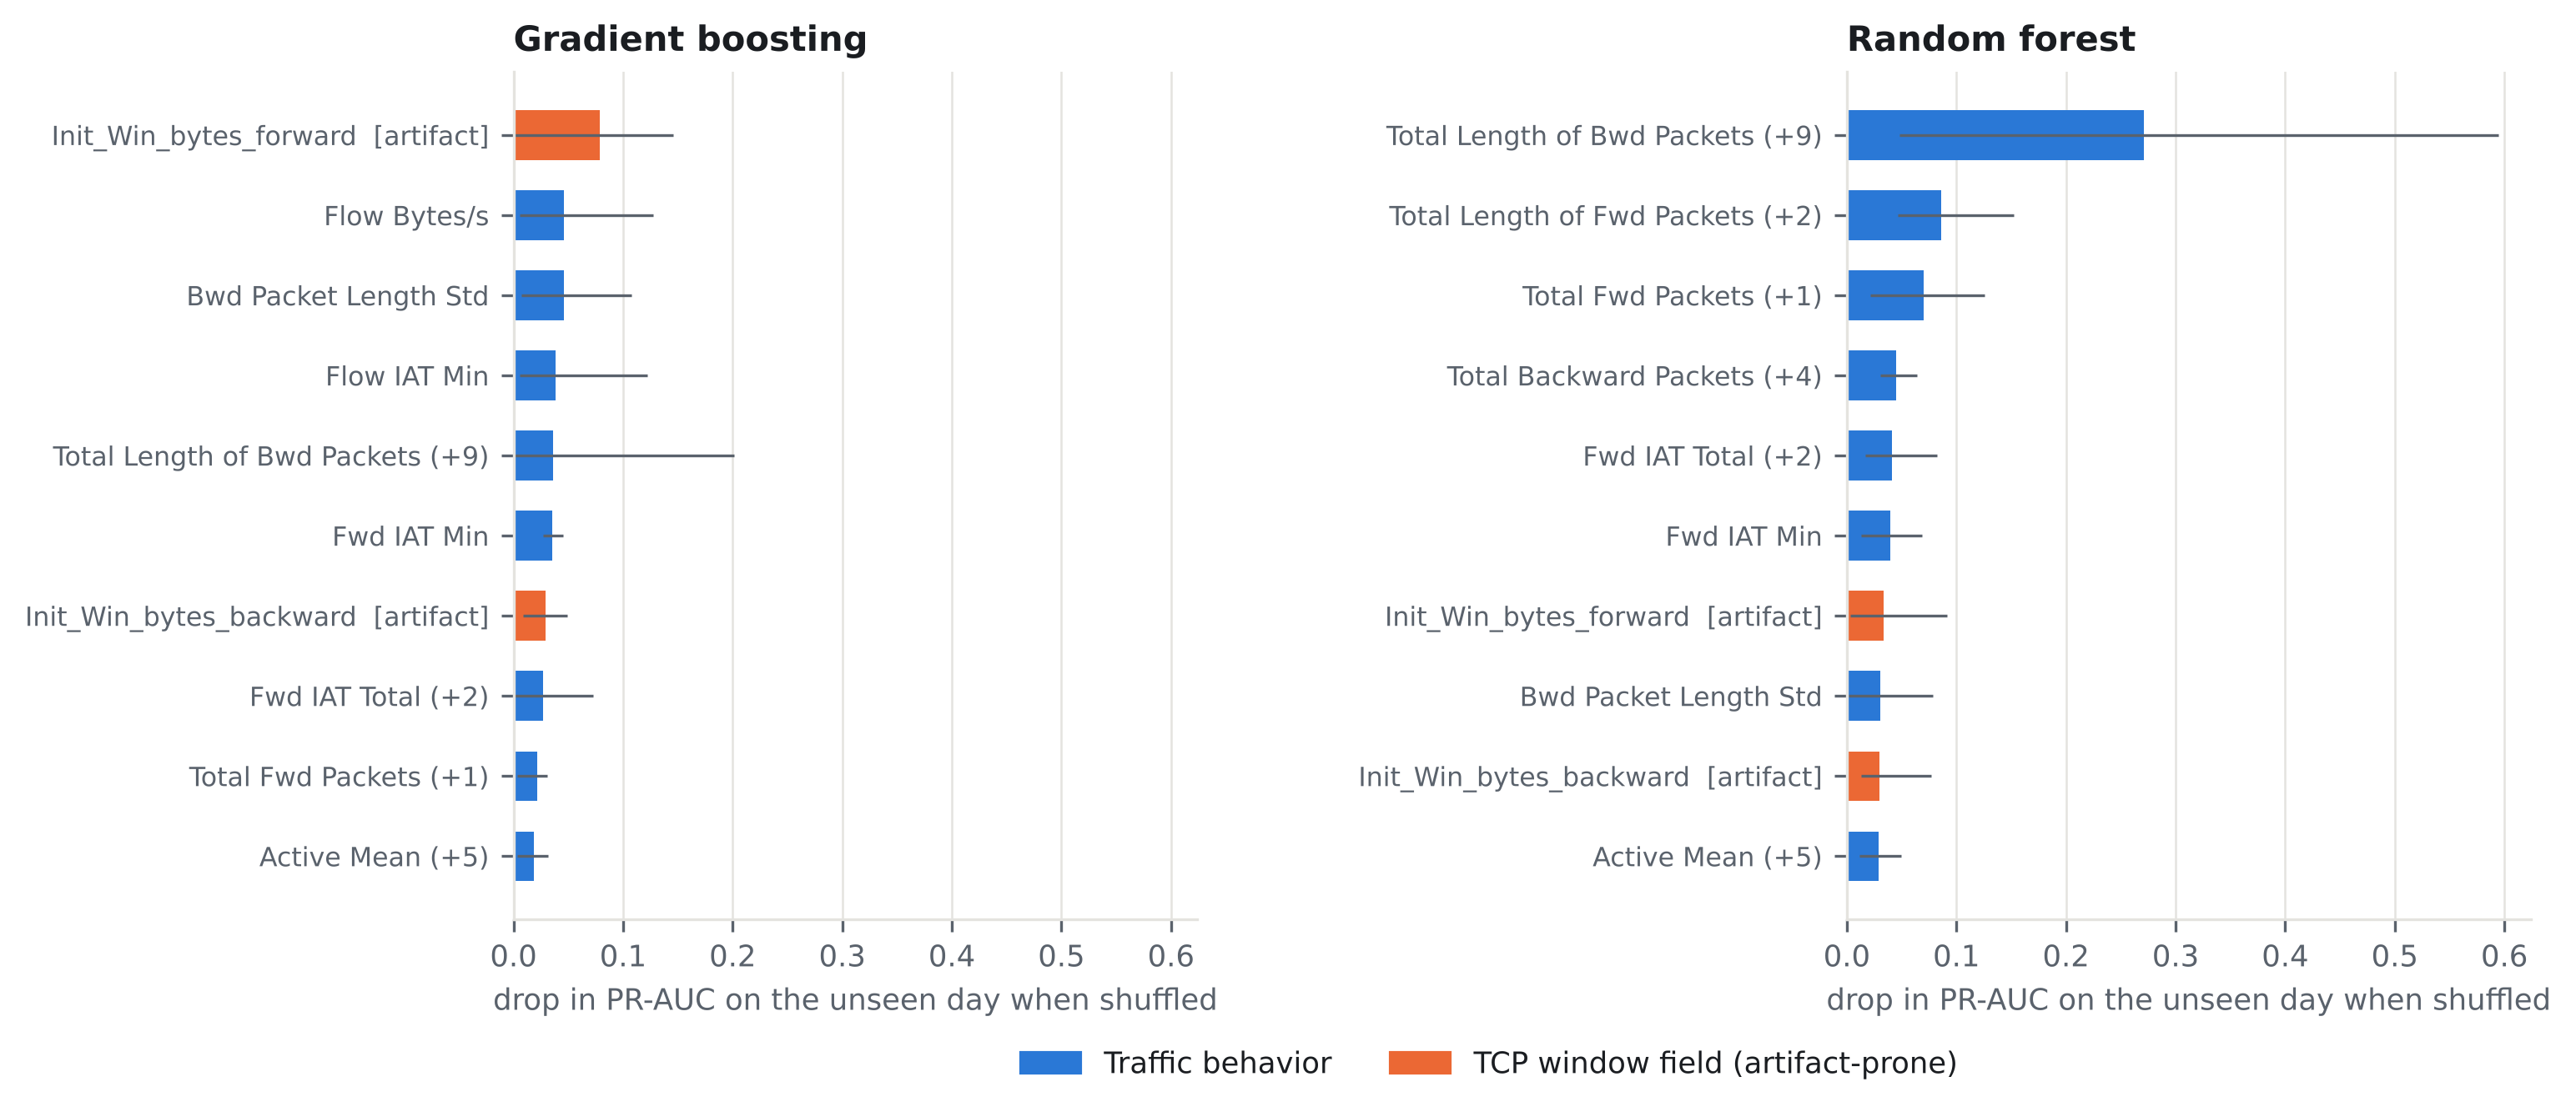 Gradient boosting
Init_Win_bytes_forward [artifact]
Flow Bytes/s
Bwd Packet Length Std
Flow IAT Min
Total Length of Bwd Packets (+9)
Fwd IAT Min
Init_Win_bytes_backward [artifact]
Fwd IAT Total (+2)
Total Fwd Packets (+1)
Active Mean (+5)
0.0 0.1 0.2 0.3 0.4 0.5 0.6
drop in PR-AUC on the unseen day when shuffled
Random forest
Total Length of Bwd Packets (+9)
Total Length of Fwd Packets (+2)
Total Fwd Packets (+1)
Total Backward Packets (+4)
Fwd IAT Total (+2)
Fwd IAT Min
Init_Win_bytes_forward [artifact]
Bwd Packet Length Std
Init_Win_bytes_backward [artifact]
Active Mean (+5)
0.0 0.1 0.2 0.3 0.4 0.5 0.6
drop in PR-AUC on the unseen day when shuffled
Traffic behavior
TCP window field (artifact-prone)